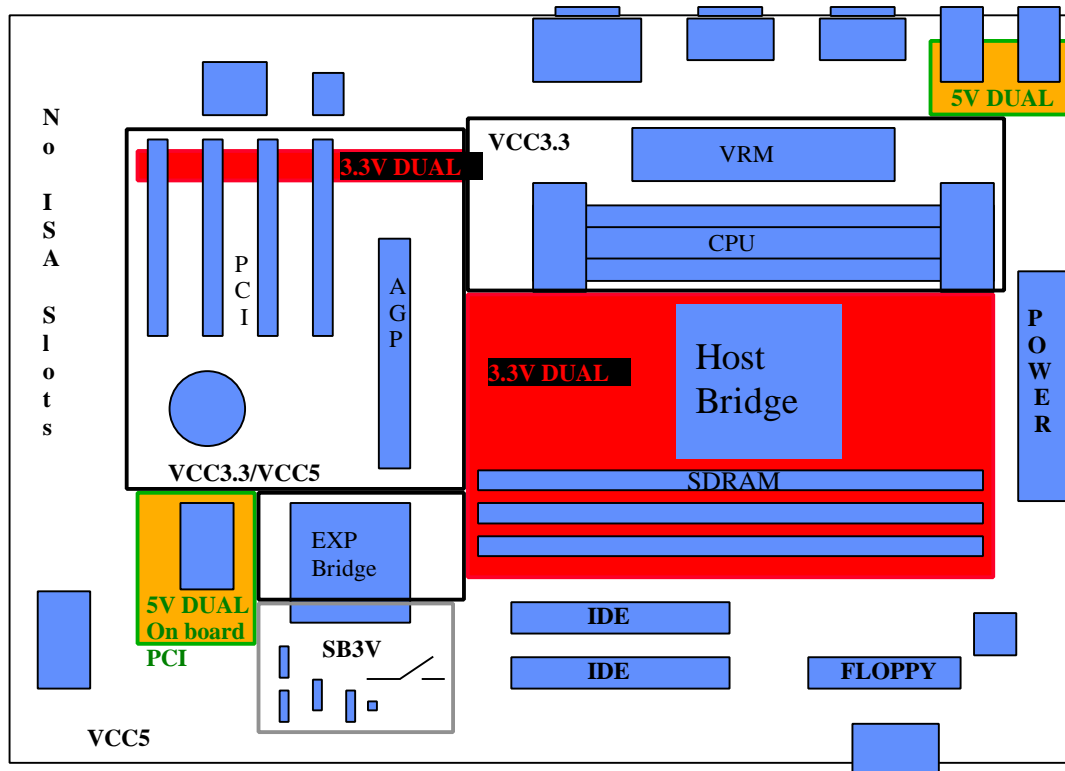 5V DUAL
No ISA Slots
VCC3.3
VRM
3.3V DUAL
CPU
PCI
AGP
POWER
Host
Bridge
3.3V DUAL
VCC3.3/VCC5
SDRAM
EXP
Bridge
5V DUAL
On board
PCI
SB3V
IDE
IDE
FLOPPY
VCC5